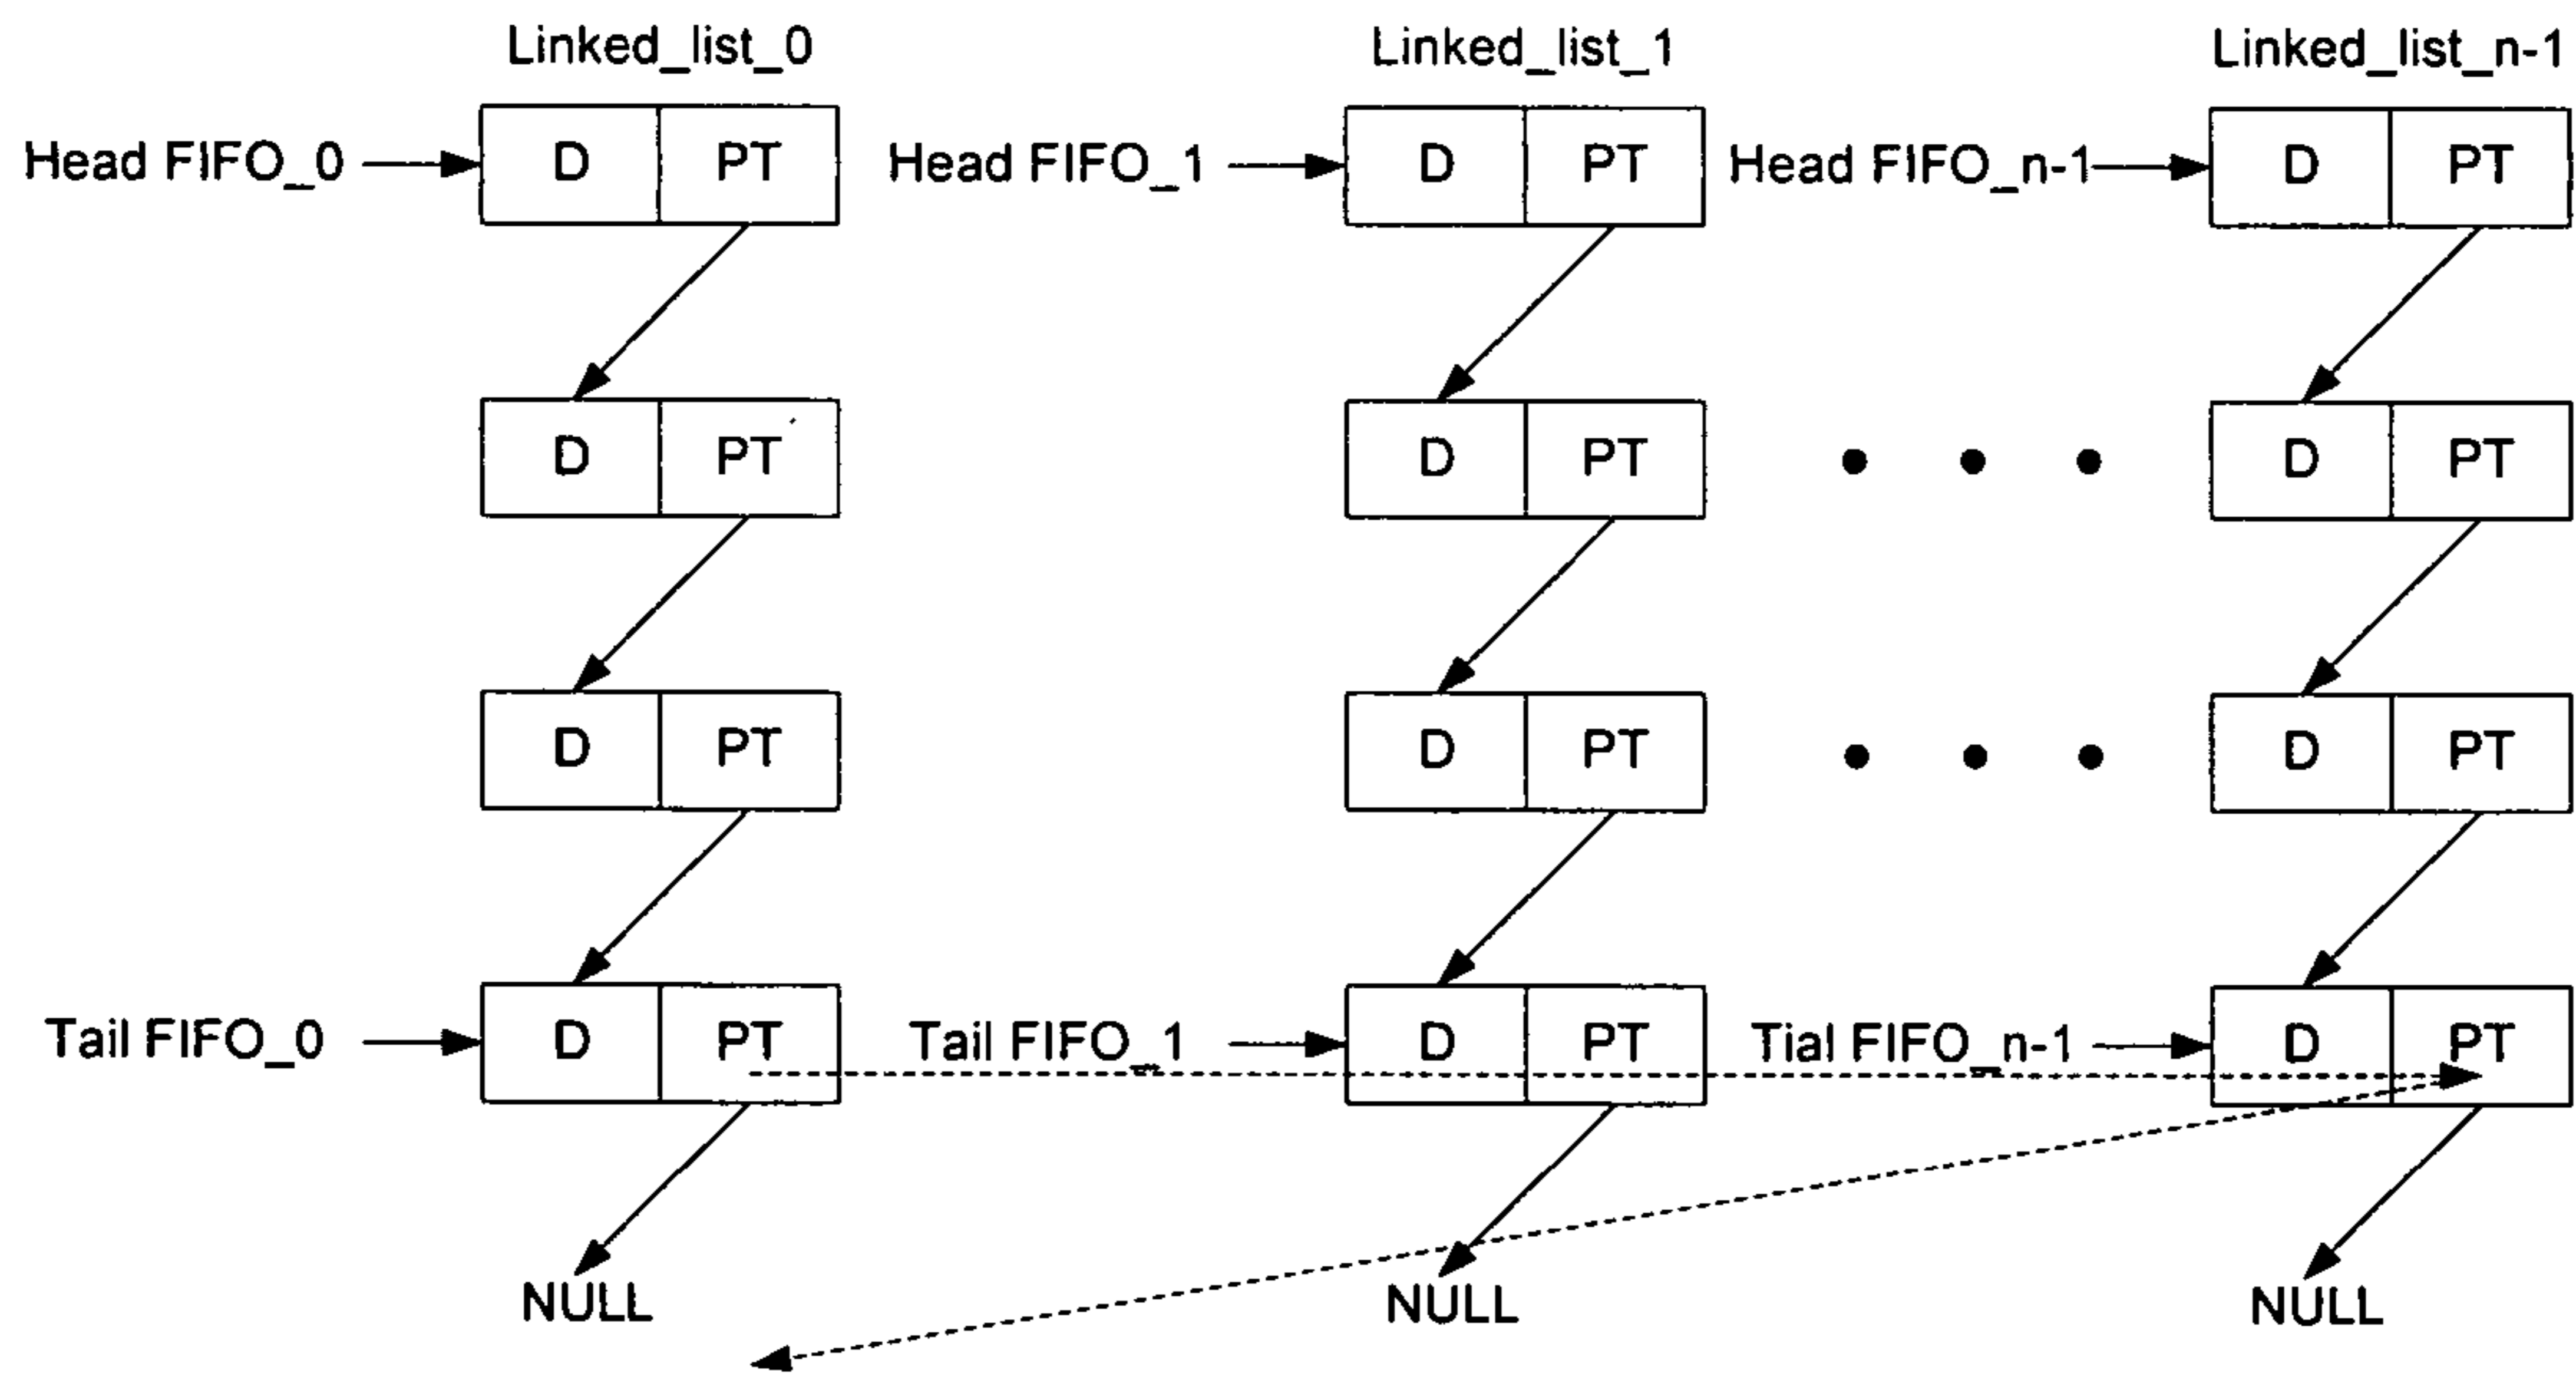 Linked_list_0 Linked_list_1 Linked_list_n-1
Head FIFO_0 D PT Head FIFO_1 D PT Head FIFO_n-1 D PT
D PT D PT D PT
D PT D PT D PT
Tail FIFO_0 D PT Tail FIFO_1 D PT Tial FIFO_n-1 D PT
NULL NULL NULL